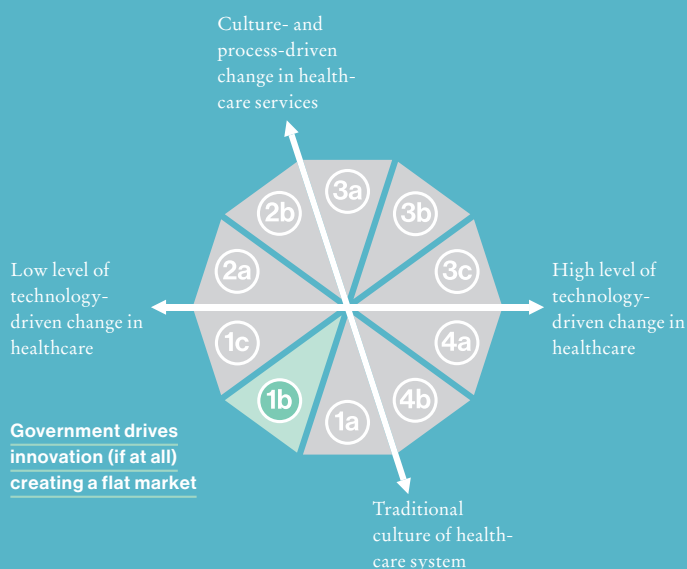 Culture- and
process-driven
change in health-
care services
3a
2b
3b
2a
3c
Low level of
technology-
driven change in
healthcare
High level of
technology-
driven change in
healthcare
1c
4a
1b
4b
1a
Government drives
innovation (if at all)
creating a flat market
Traditional
culture of health-
care system